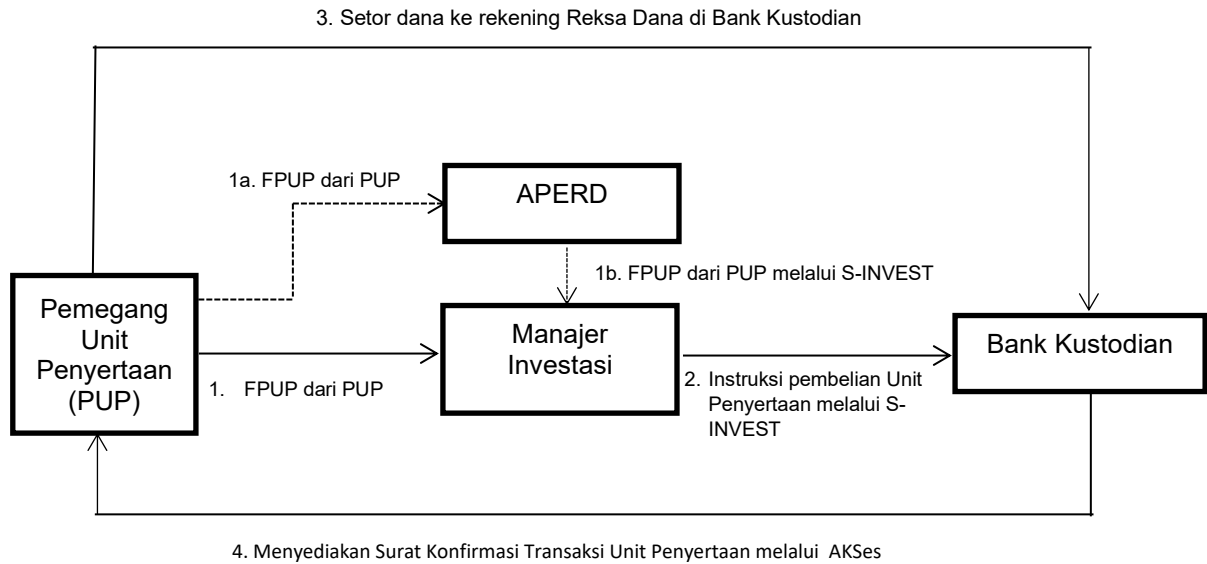 3. Setor dana ke rekening Reksa Dana di Bank Kustodian
1a. FPUP dari PUP
APERD
1b. FPUP dari PUP melalui S-INVEST
Pemegang
Unit
Penyertaan
(PUP)
Manajer
Investasi
Bank Kustodian
1. FPUP dari PUP
2. Instruksi pembelian Unit
Penyertaan melalui S-
INVEST
4. Menyediakan Surat Konfirmasi Transaksi Unit Penyertaan melalui AKSes